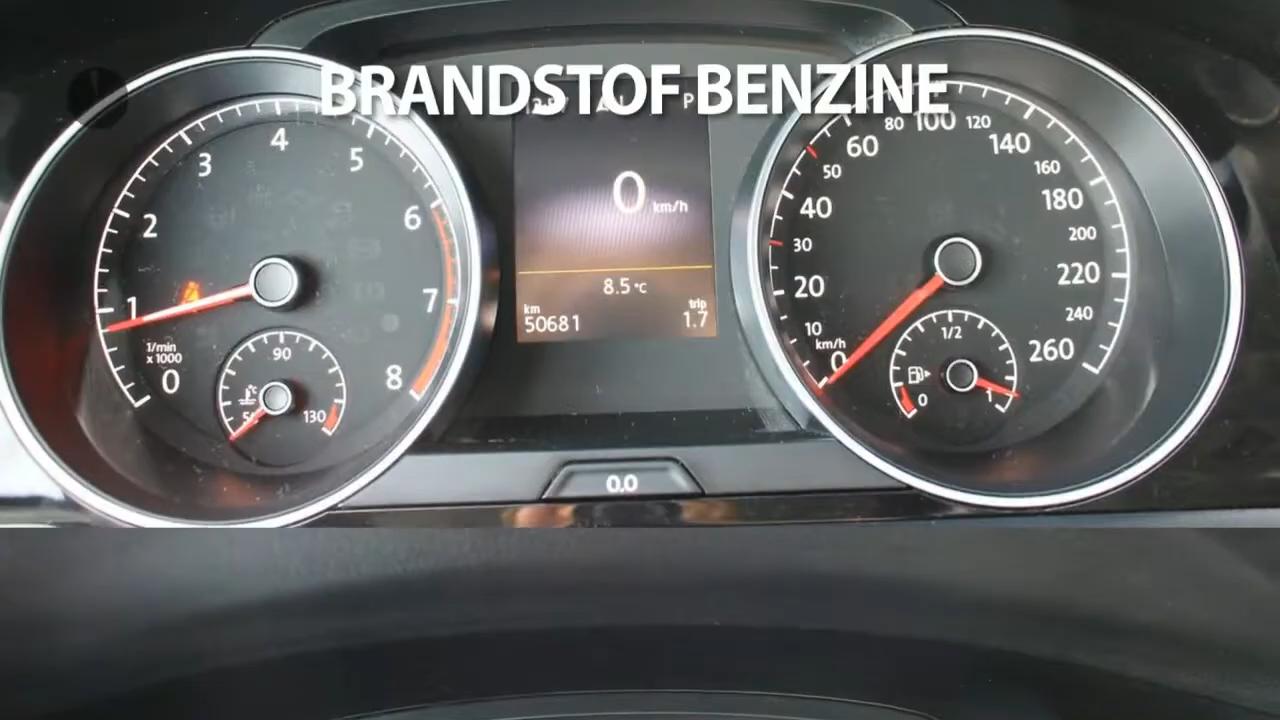 BRANDSTOF BENZINE
P
0 km/h
8.5 °C
km
50681
trip
1.7
0 1 2 3 4 5 6 7 8
1/min
x 1000
90
130
0 10 20 30 40 50 60 80 100 120 140 160 180 200 220 240 260
km/h
0 1/2 1
0.0